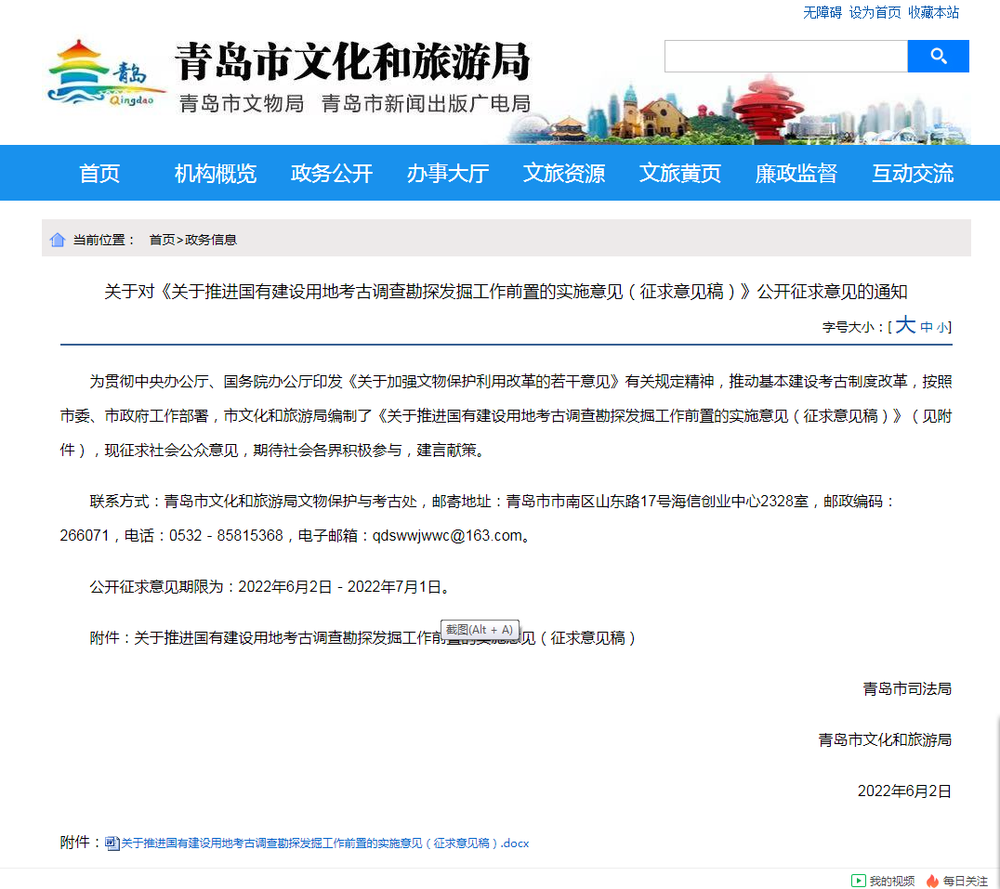 无障碍 设为首页 收藏本站
青岛
Qingdao
青岛市文化和旅游局
青岛市文物局 青岛市新闻出版广电局
首页 机构概览 政务公开 办事大厅 文旅资源 文旅黄页 廉政监督 互动交流
当前位置： 首页>政务信息
关于对《关于推进国有建设用地考古调查勘探发掘工作前置的实施意见（征求意见稿）》公开征求意见的通知
字号大小：[ 大 中 小]
为贯彻中央办公厅、国务院办公厅印发《关于加强文物保护利用改革的若干意见》有关规定精神，推动基本建设考古制度改革，按照
市委、市政府工作部署，市文化和旅游局编制了《关于推进国有建设用地考古调查勘探发掘工作前置的实施意见（征求意见稿）》（见附
件），现征求社会公众意见，期待社会各界积极参与，建言献策。
联系方式：青岛市文化和旅游局文物保护与考古处，邮寄地址：青岛市市南区山东路17号海信创业中心2328室，邮政编码：
266071，电话：0532－85815368，电子邮箱：qdswwjwwc@163.com。
公开征求意见期限为：2022年6月2日－2022年7月1日。
截图(Alt + A)
附件：关于推进国有建设用地考古调查勘探发掘工作前置的实施意见（征求意见稿）
青岛市司法局
青岛市文化和旅游局
2022年6月2日
附件：关于推进国有建设用地考古调查勘探发掘工作前置的实施意见（征求意见稿）.docx
我的视频 每日关注